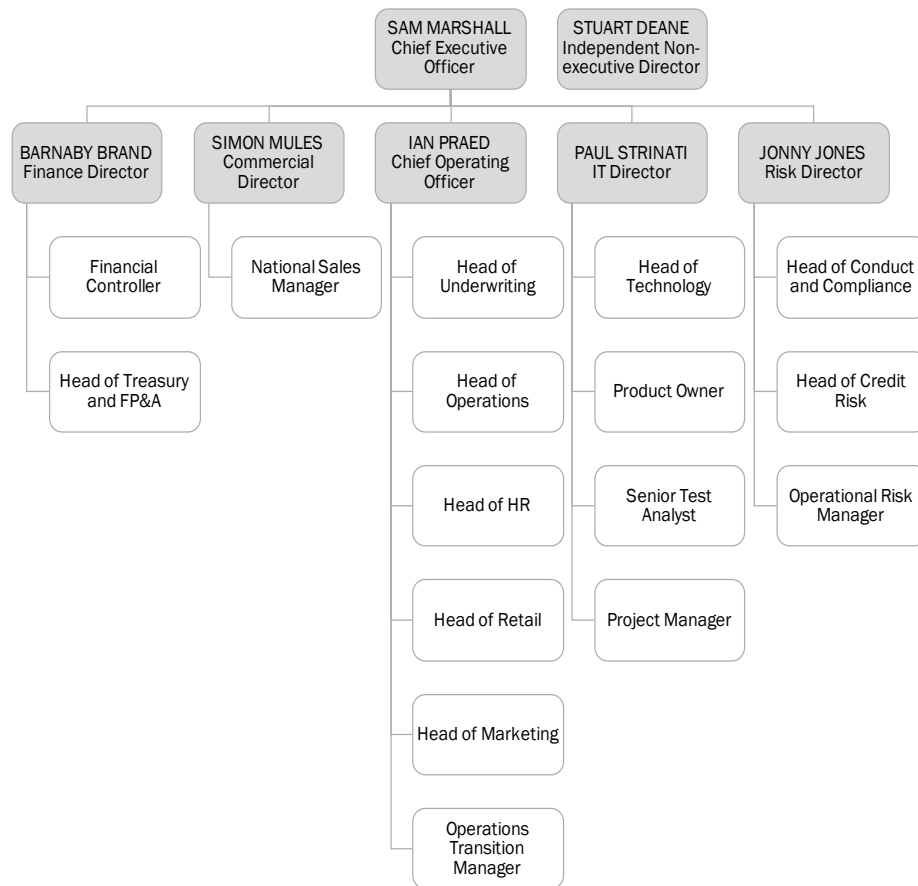 SAM MARSHALL
Chief Executive
Officer
STUART DEANE
Independent Non-
executive Director
BARNABY BRAND
Finance Director
SIMON MULES
Commercial
Director
IAN PRAED
Chief Operating
Officer
PAUL STRINATI
IT Director
JONNY JONES
Risk Director
Financial
Controller
National Sales
Manager
Head of
Underwriting
Head of
Technology
Head of Conduct
and Compliance
Head of Treasury
and FP&A
Head of
Operations
Product Owner
Head of Credit
Risk
Head of HR
Senior Test
Analyst
Operational Risk
Manager
Head of Retail
Project Manager
Head of Marketing
Operations
Transition
Manager